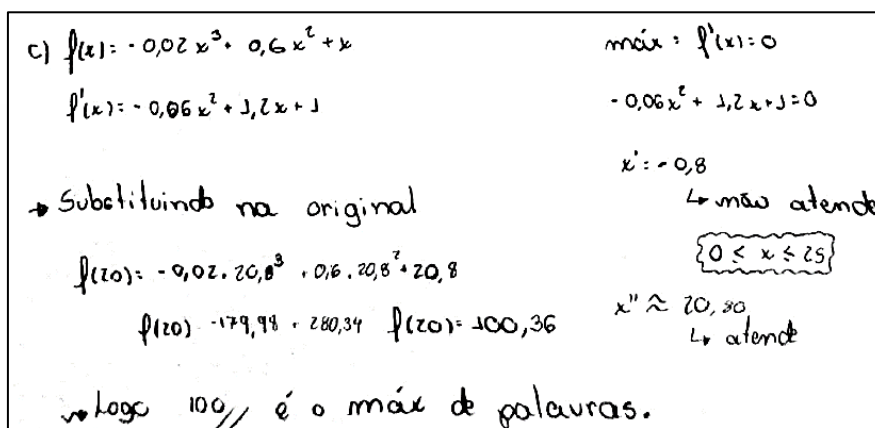 c) f(x) = -0,02x³ + 0,6x² + x
f'(x) = -0,06x² + 1,2x + 1
→ Substituindo na original
f(20) = -0,02 . 20,8³ + 0,6 . 20,8² + 20,8
f(20) -179,98 + 280,34 f(20) = 100,36
→ Logo 100// é o máx de palavras.
máx : f'(x) = 0
-0,06x² + 1,2x + 1 = 0
x' = -0,8
↳ não atende
0 ≤ x ≤ 25
x'' ≈ 20,80
↳ atende